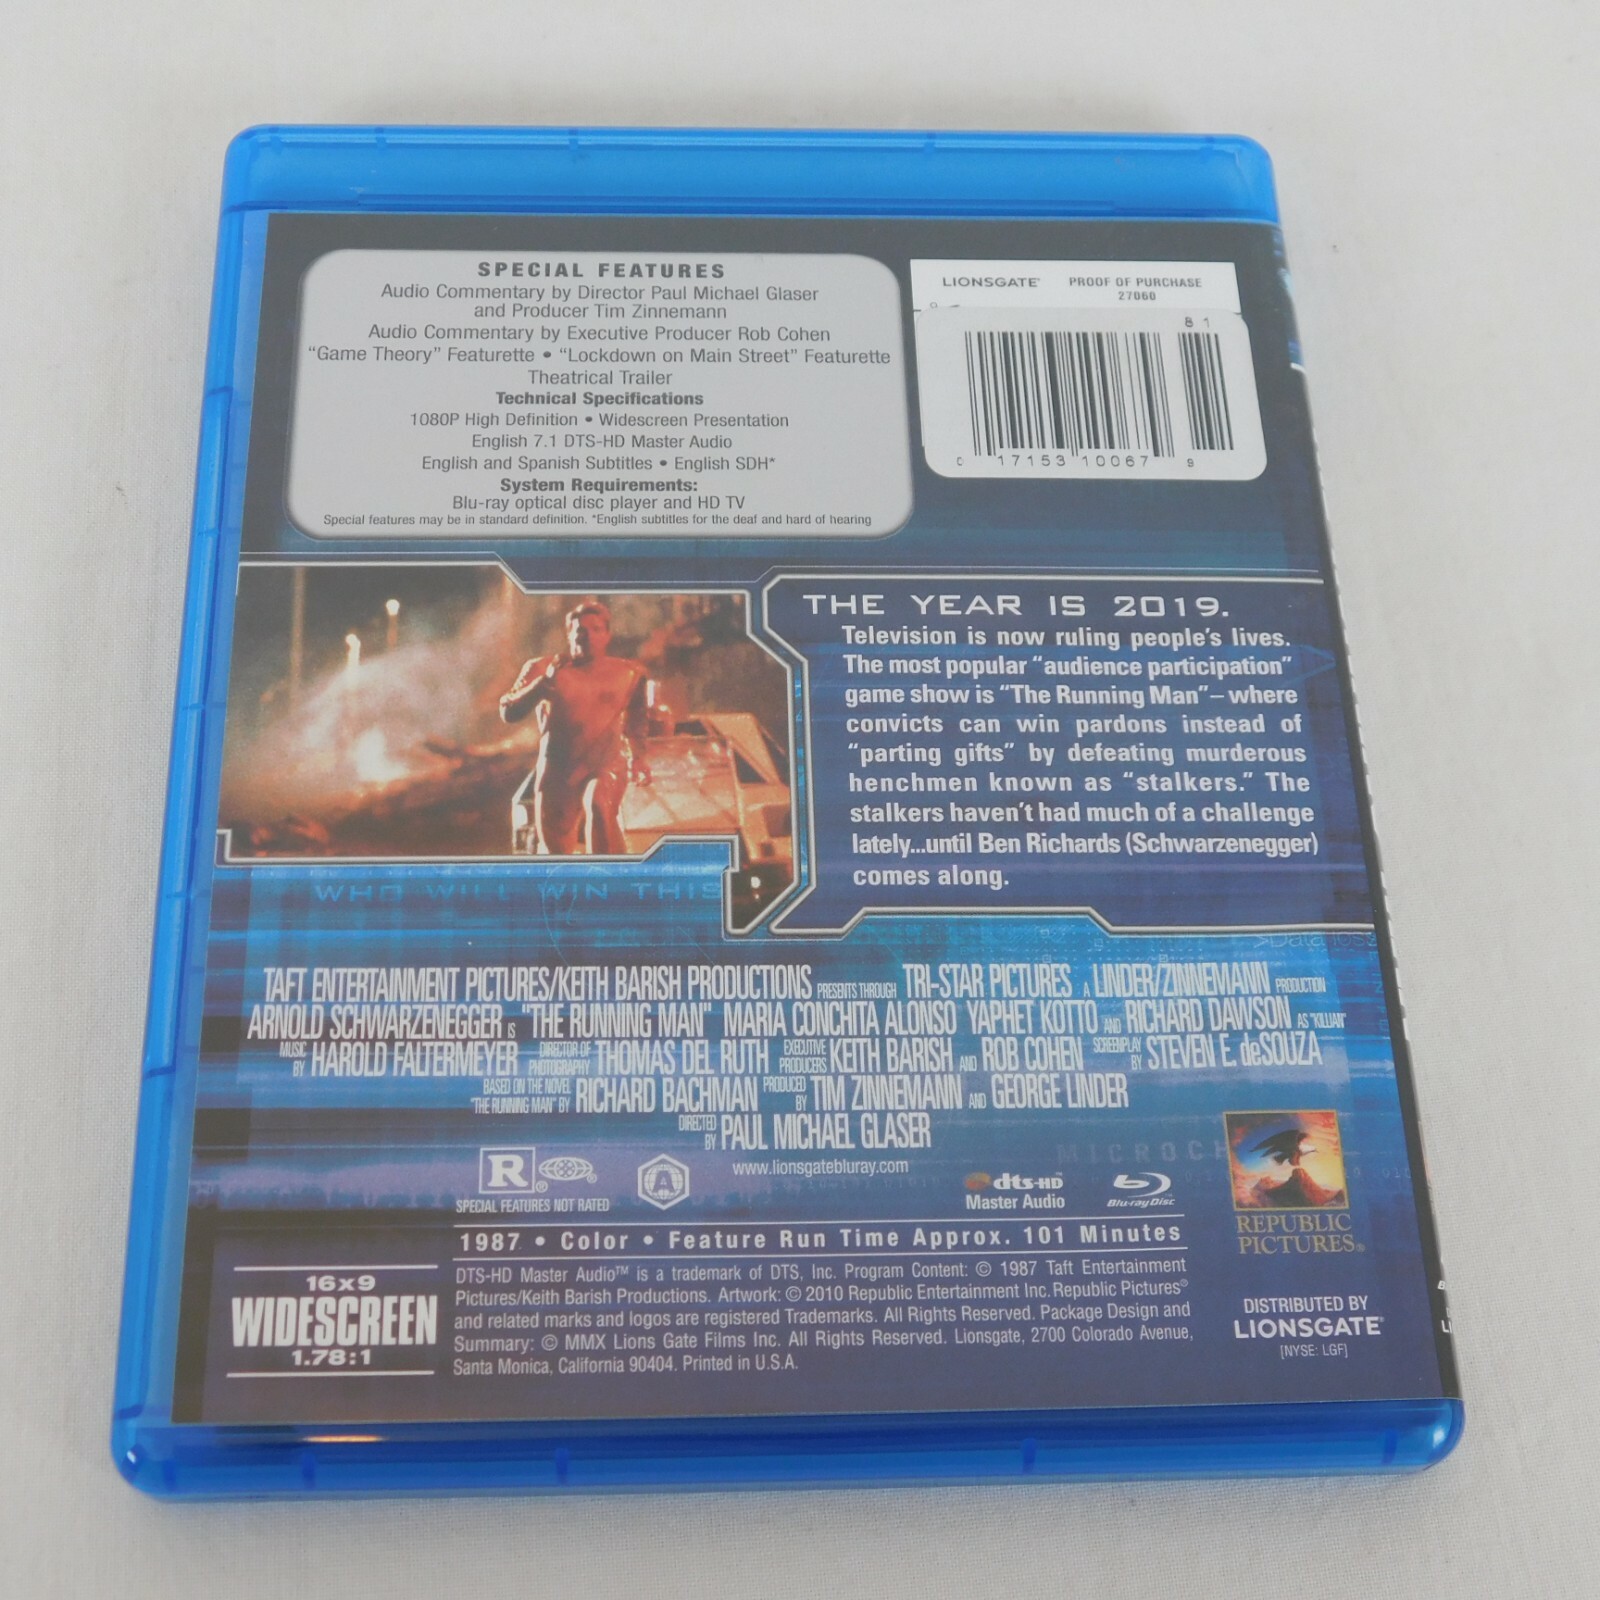 SPECIAL FEATURES
Audio Commentary by Director Paul Michael Glaser
and Producer Tim Zinnemann
Audio Commentary by Executive Producer Rob Cohen
“Game Theory” Featurette • “Lockdown on Main Street” Featurette
Theatrical Trailer
Technical Specifications
1080P High Definition • Widescreen Presentation
English 7.1 DTS-HD Master Audio
English and Spanish Subtitles • English SDH*
System Requirements:
Blu-ray optical disc player and HD TV
Special features may be in standard definition. *English subtitles for the deaf and hard of hearing
LIONSGATE® PROOF OF PURCHASE
27060
81
0 17153 10067 9
THE YEAR IS 2019.
Television is now ruling people's lives.
The most popular “audience participation”
game show is “The Running Man” – where
convicts can win pardons instead of
“parting gifts” by defeating murderous
henchmen known as “stalkers.” The
stalkers haven't had much of a challenge
lately...until Ben Richards (Schwarzenegger)
comes along.
WHO WILL WIN THIS
TAFT ENTERTAINMENT PICTURES/KEITH BARISH PRODUCTIONS PRESENTS THROUGH TRI-STAR PICTURES A LINDER/ZINNEMANN PRODUCTION
ARNOLD SCHWARZENEGGER IS "THE RUNNING MAN" MARIA CONCHITA ALONSO YAPHET KOTTO AND RICHARD DAWSON AS "KILLIAN"
MUSIC BY HAROLD FALTERMEYER DIRECTOR OF PHOTOGRAPHY THOMAS DEL RUTH EXECUTIVE PRODUCERS KEITH BARISH AND ROB COHEN SCREENPLAY BY STEVEN E. deSOUZA
BASED ON THE NOVEL "THE RUNNING MAN" BY RICHARD BACHMAN PRODUCED BY TIM ZINNEMANN AND GEORGE LINDER
DIRECTED BY PAUL MICHAEL GLASER
MICROCH
R®
SPECIAL FEATURES NOT RATED
A
www.lionsgatebluray.com
dts-HD™
Master Audio
Blu-ray Disc™
REPUBLIC
PICTURES®
1987 • Color • Feature Run Time Approx. 101 Minutes
16x9
WIDESCREEN
1.78:1
DTS-HD Master Audio™ is a trademark of DTS, Inc. Program Content: © 1987 Taft Entertainment
Pictures/Keith Barish Productions. Artwork: © 2010 Republic Entertainment Inc. Republic Pictures®
and related marks and logos are registered Trademarks. All Rights Reserved. Package Design and
Summary: © MMX Lions Gate Films Inc. All Rights Reserved. Lionsgate, 2700 Colorado Avenue,
Santa Monica, California 90404. Printed in U.S.A.
DISTRIBUTED BY
LIONSGATE®
[NYSE: LGF]